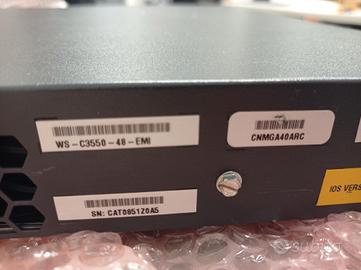 WS-C3550-48-EMI
CNMGA40ARC
IOS VERS
SN: CAT0851Z0A5